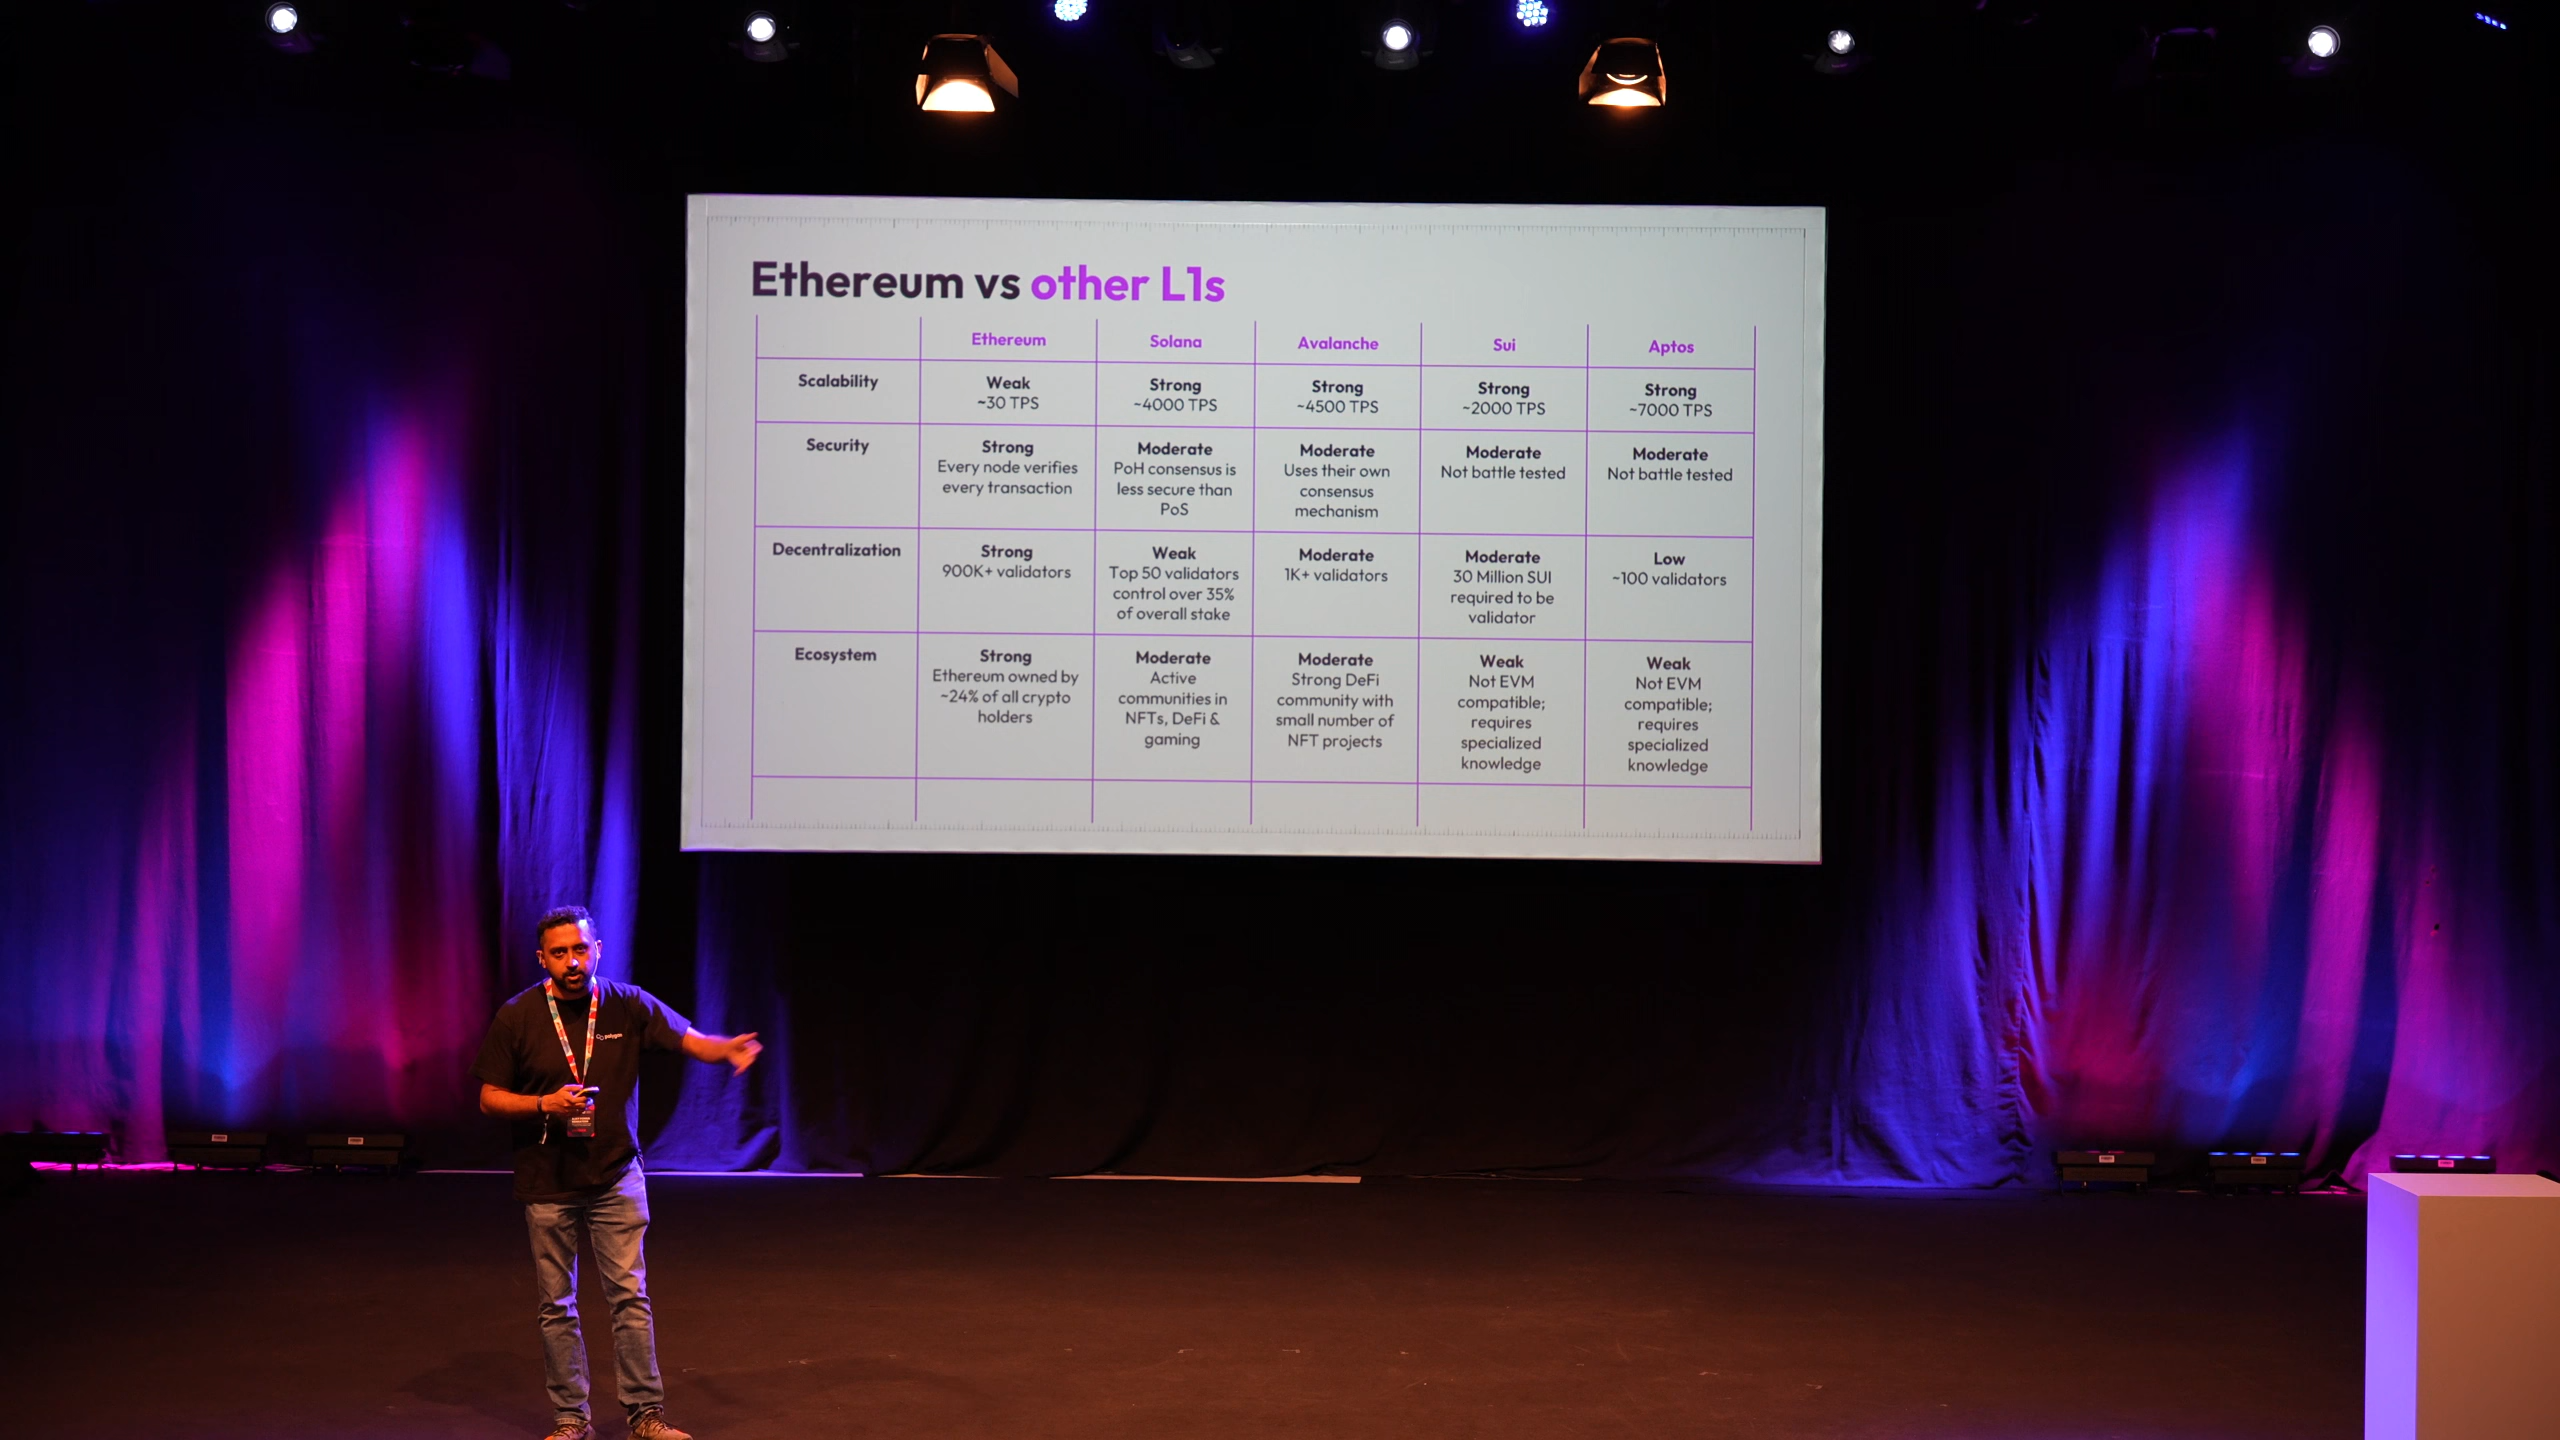 Ethereum vs other L1s
Ethereum
Solana
Avalanche
Sui
Aptos
Scalability
Weak
~30 TPS
Strong
~4000 TPS
Strong
~4500 TPS
Strong
~2000 TPS
Strong
~7000 TPS
Security
Strong
Every node verifies
every transaction
Moderate
PoH consensus is
less secure than
PoS
Moderate
Uses their own
consensus
mechanism
Moderate
Not battle tested
Moderate
Not battle tested
Decentralization
Strong
900K+ validators
Weak
Top 50 validators
control over 35%
of overall stake
Moderate
1K+ validators
Moderate
30 Million SUI
required to be
validator
Low
~100 validators
Ecosystem
Strong
Ethereum owned by
~24% of all crypto
holders
Moderate
Active
communities in
NFTs, DeFi &
gaming
Moderate
Strong DeFi
community with
small number of
NFT projects
Weak
Not EVM
compatible;
requires
specialized
knowledge
Weak
Not EVM
compatible;
requires
specialized
knowledge
polygon